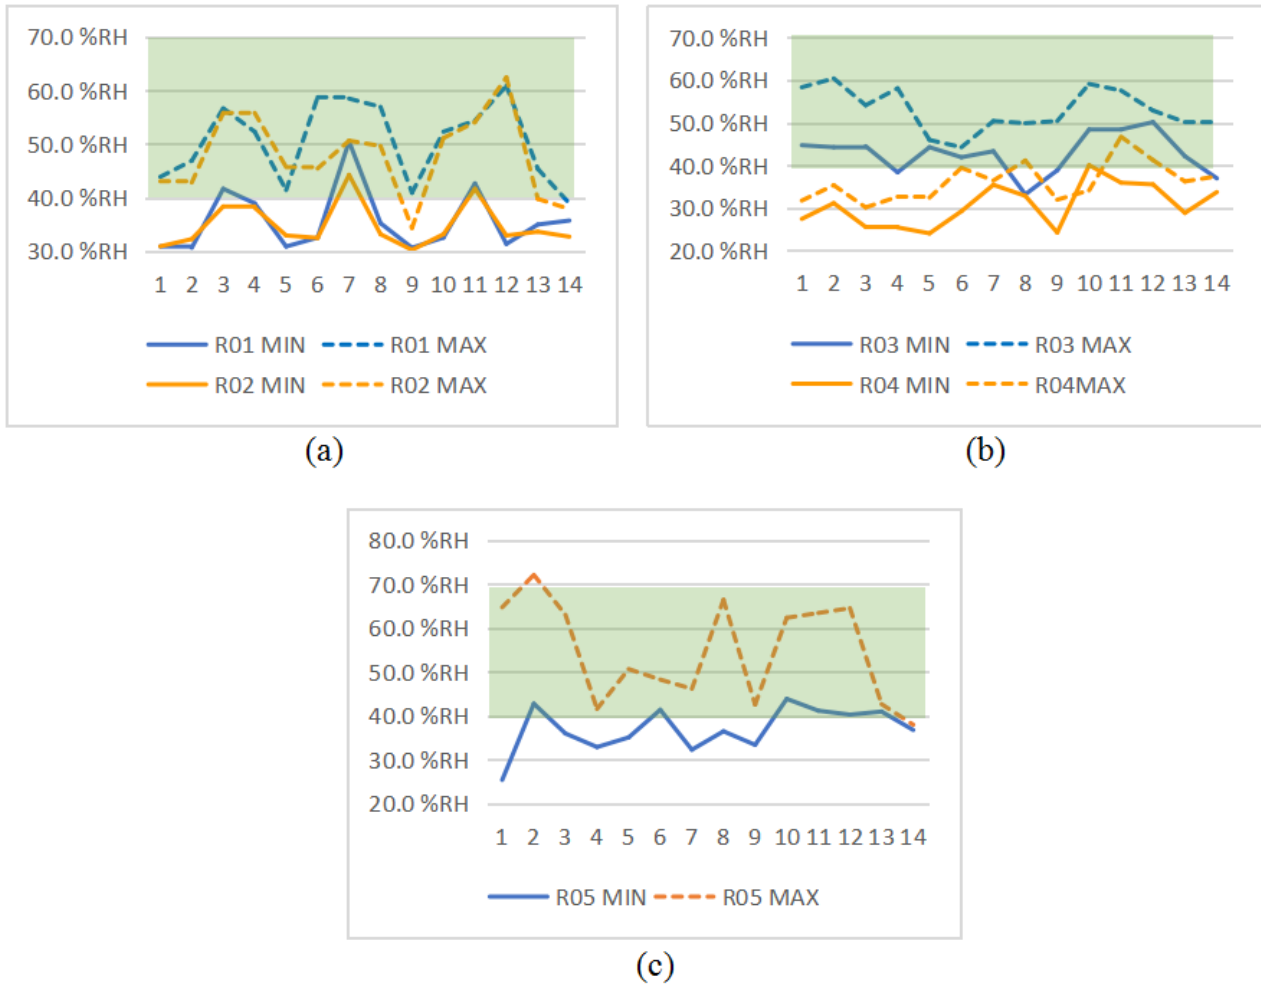 70.0 %RH
60.0 %RH
50.0 %RH
40.0 %RH
30.0 %RH
1 2 3 4 5 6 7 8 9 10 11 12 13 14
R01 MIN R01 MAX
R02 MIN R02 MAX
(a)
70.0 %RH
60.0 %RH
50.0 %RH
40.0 %RH
30.0 %RH
20.0 %RH
1 2 3 4 5 6 7 8 9 10 11 12 13 14
R03 MIN R03 MAX
R04 MIN R04MAX
(b)
80.0 %RH
70.0 %RH
60.0 %RH
50.0 %RH
40.0 %RH
30.0 %RH
20.0 %RH
1 2 3 4 5 6 7 8 9 10 11 12 13 14
R05 MIN R05 MAX
(c)